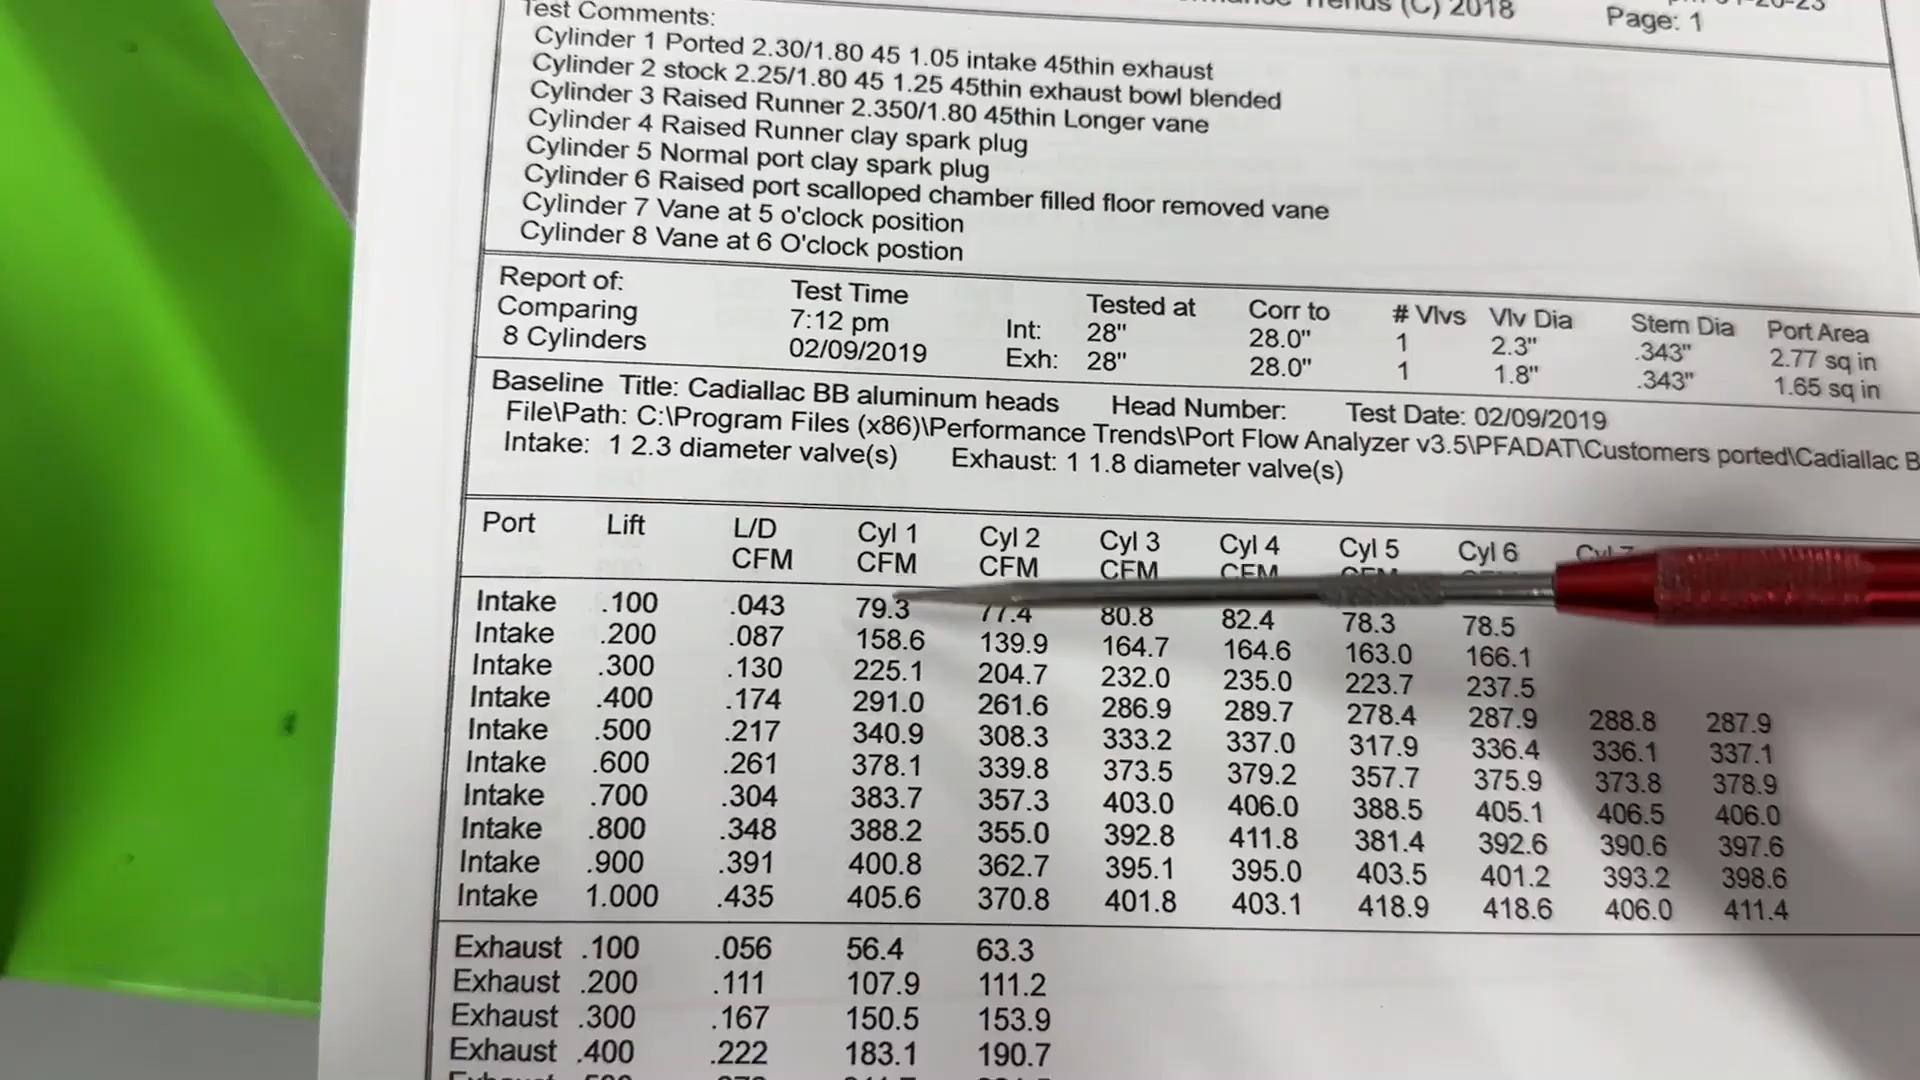 Trends (C) 2018
Page: 1
Test Comments:
Cylinder 1 Ported 2.30/1.80 45 1.05 intake 45thin exhaust
Cylinder 2 stock 2.25/1.80 45 1.25 45thin exhaust bowl blended
Cylinder 3 Raised Runner 2.350/1.80 45thin Longer vane
Cylinder 4 Raised Runner clay spark plug
Cylinder 5 Normal port clay spark plug
Cylinder 6 Raised port scalloped chamber filled floor removed vane
Cylinder 7 Vane at 5 o'clock position
Cylinder 8 Vane at 6 O'clock postion
Report of: Test Time Tested at Corr to # Vlvs Vlv Dia Stem Dia Port Area
Comparing 7:12 pm Int: 28" 28.0" 1 2.3" .343" 2.77 sq in
8 Cylinders 02/09/2019 Exh: 28" 28.0" 1 1.8" .343" 1.65 sq in
Baseline Title: Cadiallac BB aluminum heads Head Number: Test Date: 02/09/2019
File\Path: C:\Program Files (x86)\Performance Trends\Port Flow Analyzer v3.5\PFADAT\Customers ported\Cadiallac B
Intake: 1 2.3 diameter valve(s) Exhaust: 1 1.8 diameter valve(s)
Port Lift L/D Cyl 1 Cyl 2 Cyl 3 Cyl 4 Cyl 5 Cyl 6
CFM CFM CFM CFM CFM
Intake .100 .043 79.3 77.4 80.8 82.4 78.3 78.5
Intake .200 .087 158.6 139.9 164.7 164.6 163.0 166.1
Intake .300 .130 225.1 204.7 232.0 235.0 223.7 237.5
Intake .400 .174 291.0 261.6 286.9 289.7 278.4 287.9 288.8 287.9
Intake .500 .217 340.9 308.3 333.2 337.0 317.9 336.4 336.1 337.1
Intake .600 .261 378.1 339.8 373.5 379.2 357.7 375.9 373.8 378.9
Intake .700 .304 383.7 357.3 403.0 406.0 388.5 405.1 406.5 406.0
Intake .800 .348 388.2 355.0 392.8 411.8 381.4 392.6 390.6 397.6
Intake .900 .391 400.8 362.7 395.1 395.0 403.5 401.2 393.2 398.6
Intake 1.000 .435 405.6 370.8 401.8 403.1 418.9 418.6 406.0 411.4
Exhaust .100 .056 56.4 63.3
Exhaust .200 .111 107.9 111.2
Exhaust .300 .167 150.5 153.9
Exhaust .400 .222 183.1 190.7